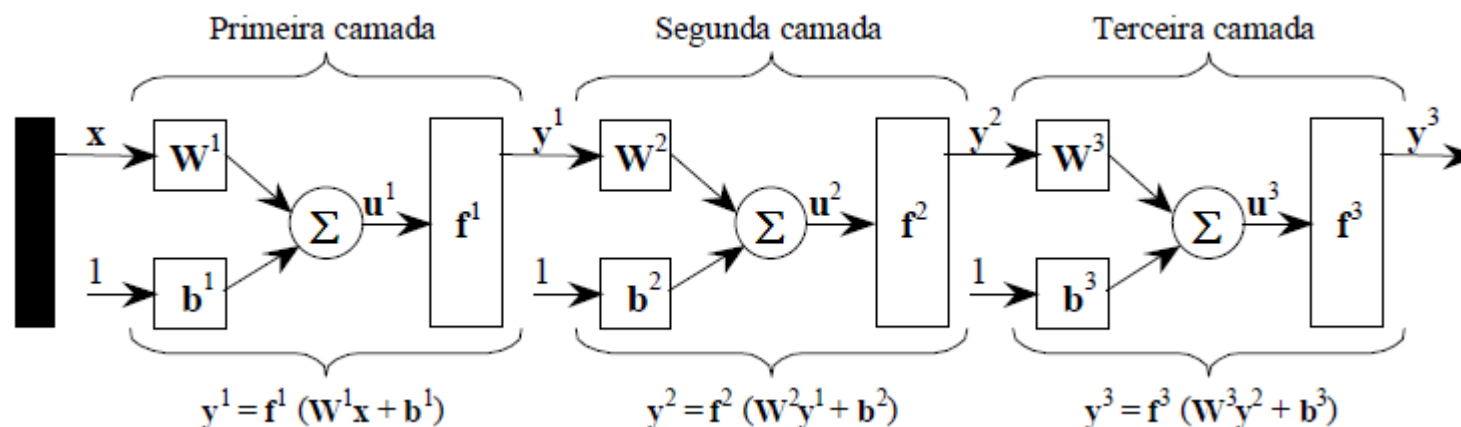 Primeira camada Segunda camada Terceira camada
x W¹ y¹ W² y² W³ y³
Σ u¹ f¹ Σ u² f² Σ u³ f³
1 b¹ 1 b² 1 b³
y¹ = f¹ (W¹x + b¹) y² = f² (W²y¹ + b²) y³ = f³ (W³y² + b³)